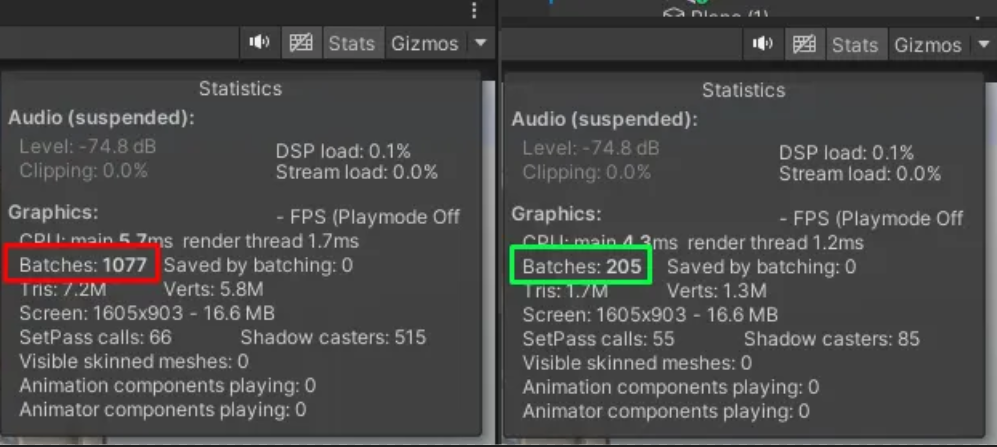 Plane (1)
Stats Gizmos
Statistics
Audio (suspended):
Level: -74.8 dB DSP load: 0.1%
Clipping: 0.0% Stream load: 0.0%
Graphics: - FPS (Playmode Off
CPU: main 5.7ms render thread 1.7ms
Batches: 1077 Saved by batching: 0
Tris: 7.2M Verts: 5.8M
Screen: 1605x903 - 16.6 MB
SetPass calls: 66 Shadow casters: 515
Visible skinned meshes: 0
Animation components playing: 0
Animator components playing: 0
Stats Gizmos
Statistics
Audio (suspended):
Level: -74.8 dB DSP load: 0.1%
Clipping: 0.0% Stream load: 0.0%
Graphics: - FPS (Playmode Off
CPU: main 4.3ms render thread 1.2ms
Batches: 205 Saved by batching: 0
Tris: 1.7M Verts: 1.3M
Screen: 1605x903 - 16.6 MB
SetPass calls: 55 Shadow casters: 85
Visible skinned meshes: 0
Animation components playing: 0
Animator components playing: 0